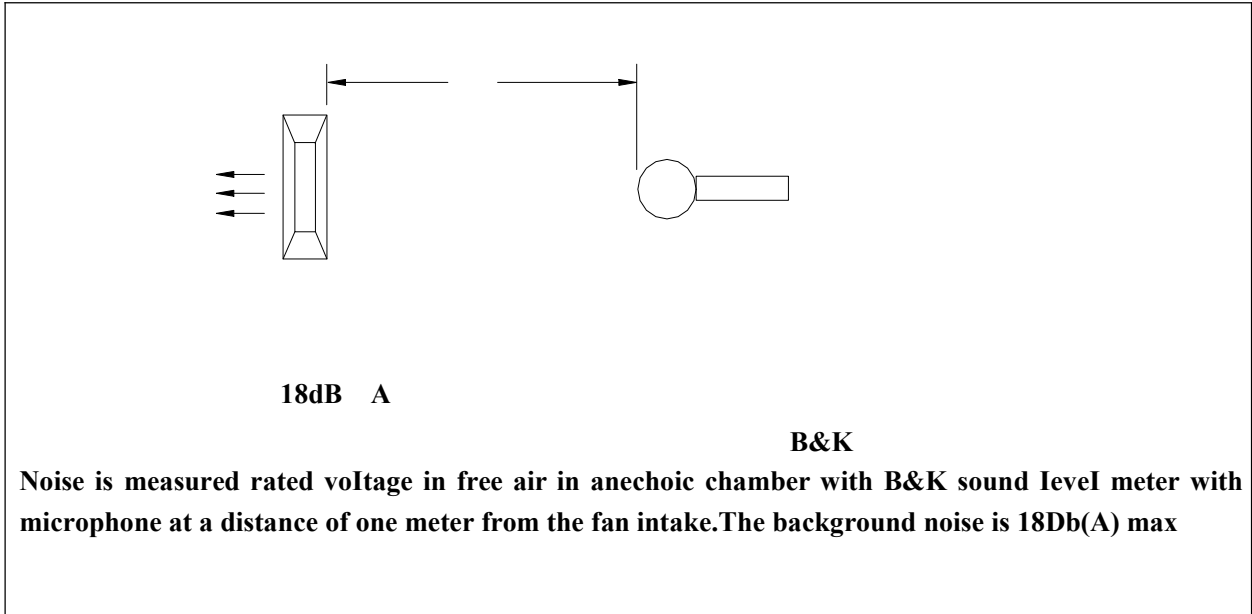 18dB A
B&K
Noise is measured rated voItage in free air in anechoic chamber with B&K sound IeveI meter with
microphone at a distance of one meter from the fan intake.The background noise is 18Db(A) max